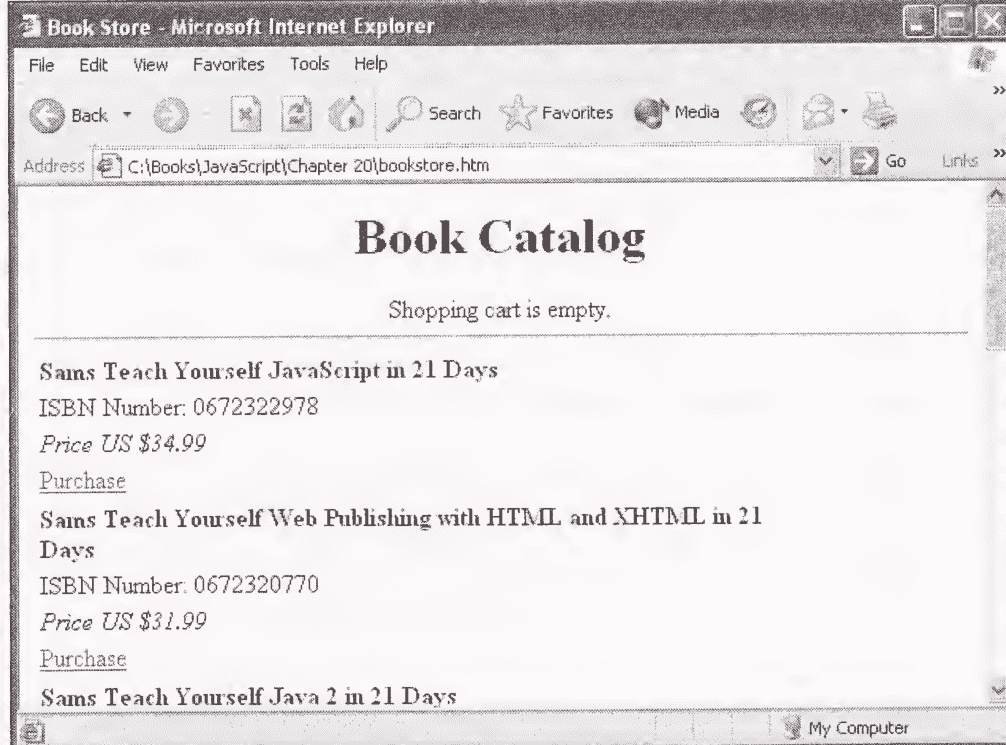 Book Store - Microsoft Internet Explorer
File Edit View Favorites Tools Help
Back Search Favorites Media
Address C:\Books\JavaScript\Chapter 20\bookstore.htm Go Links
Book Catalog
Shopping cart is empty.
Sams Teach Yourself JavaScript in 21 Days
ISBN Number: 0672322978
Price US $34.99
Purchase
Sams Teach Yourself Web Publishing with HTML and XHTML in 21
Days
ISBN Number: 0672320770
Price US $31.99
Purchase
Sams Teach Yourself Java 2 in 21 Days
My Computer